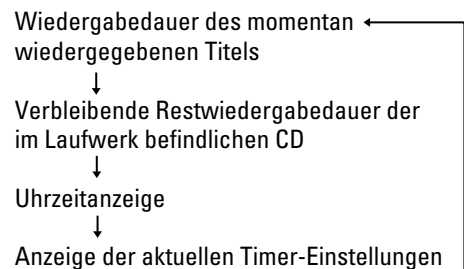 Wiedergabedauer des momentan
wiedergegebenen Titels
Verbleibende Restwiedergabedauer der
im Laufwerk befindlichen CD
Uhrzeitanzeige
Anzeige der aktuellen Timer-Einstellungen